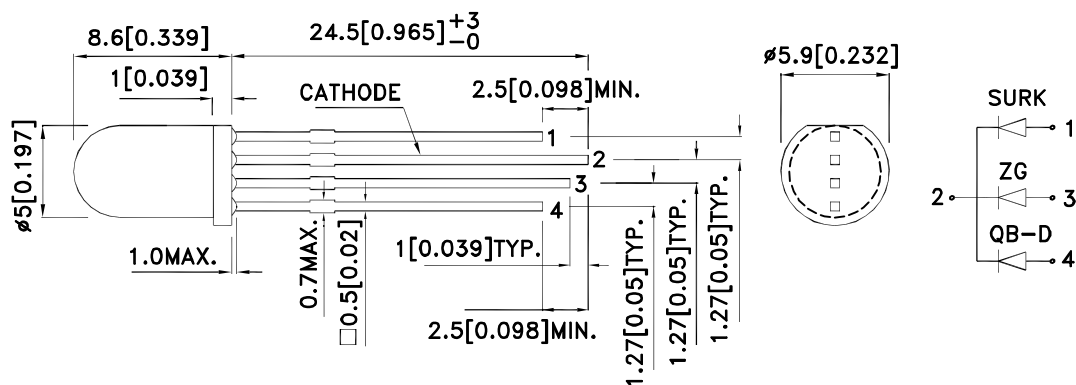 8.6[0.339]
24.5[0.965]+3 -0
1[0.039]
CATHODE
2.5[0.098]MIN.
ø5[0.197]
1
2
3
4
1.0MAX.
0.7MAX.
□0.5[0.02]
1[0.039]TYP.
2.5[0.098]MIN.
1.27[0.05]TYP.
1.27[0.05]TYP.
1.27[0.05]TYP.
ø5.9[0.232]
SURK
1
ZG
2
3
QB-D
4